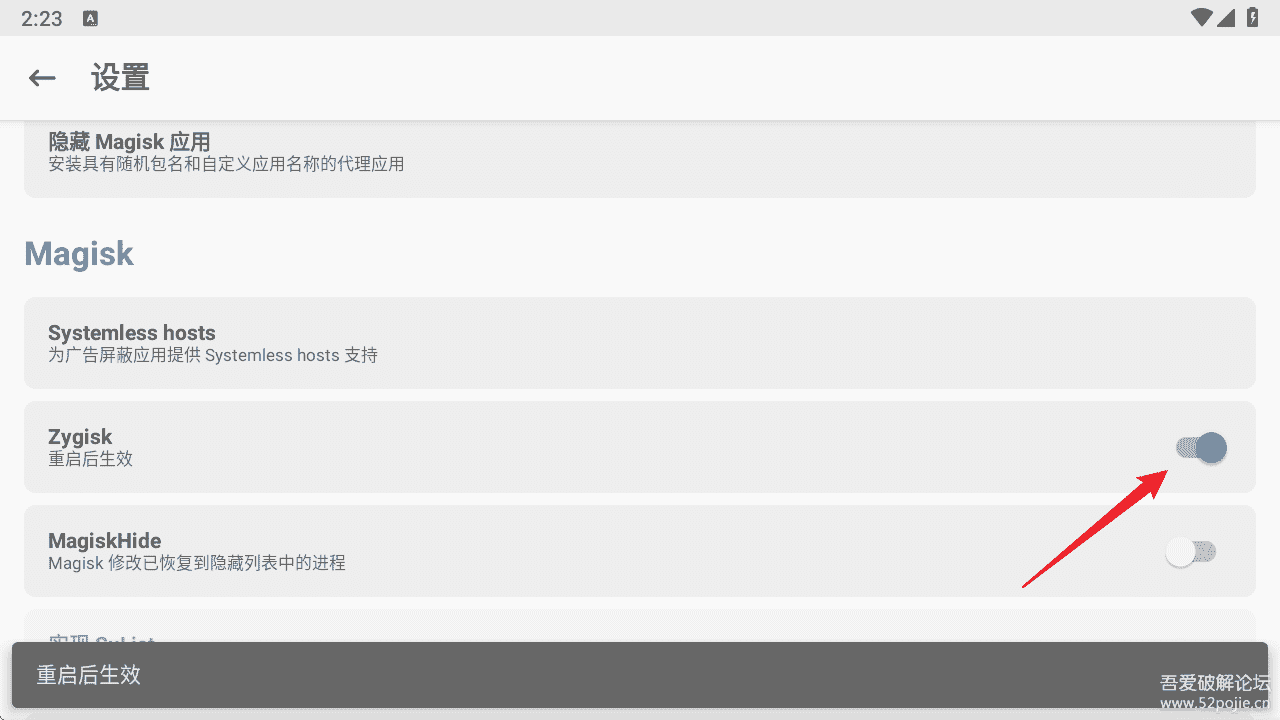 2:23
A
设置
隐藏 Magisk 应用
安装具有随机包名和自定义应用名称的代理应用
Magisk
Systemless hosts
为广告屏蔽应用提供 Systemless hosts 支持
Zygisk
重启后生效
MagiskHide
Magisk 修改已恢复到隐藏列表中的进程
实现 SuList
重启后生效
吾爱破解论坛
www.52pojie.cn